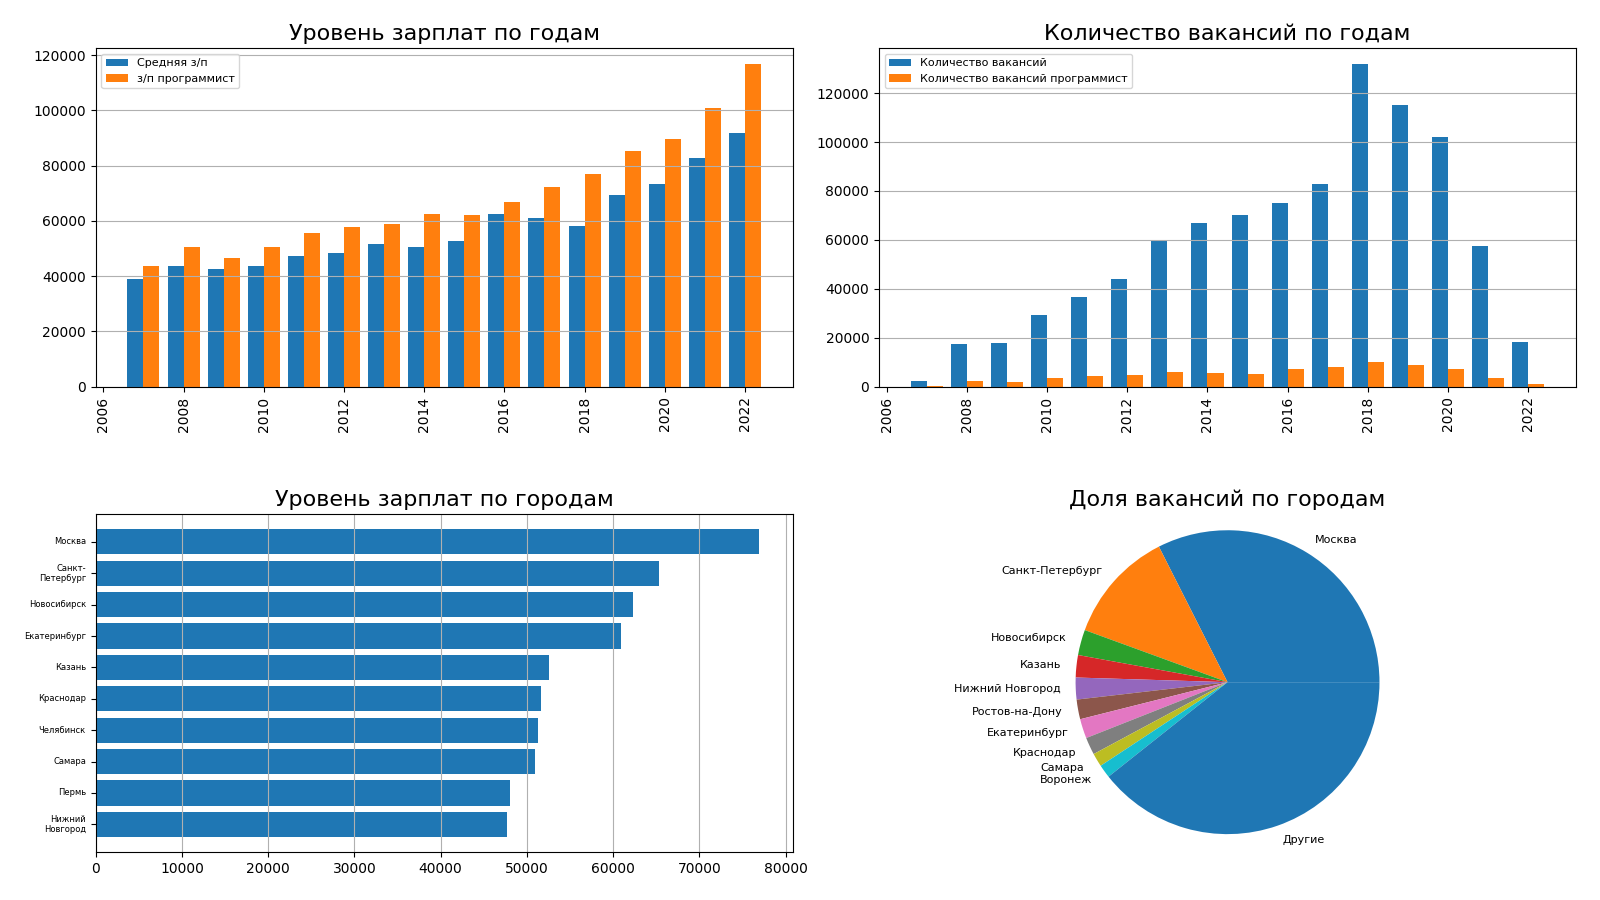 Уровень зарплат по годам
120000
100000
80000
60000
40000
20000
0
Средняя з/п
з/п программист
2006 2008 2010 2012 2014 2016 2018 2020 2022
Количество вакансий по годам
120000
100000
80000
60000
40000
20000
0
Количество вакансий
Количество вакансий программист
2006 2008 2010 2012 2014 2016 2018 2020 2022
Уровень зарплат по городам
Москва
Санкт-
Петербург
Новосибирск
Екатеринбург
Казань
Краснодар
Челябинск
Самара
Пермь
Нижний
Новгород
0 10000 20000 30000 40000 50000 60000 70000 80000
Доля вакансий по городам
Москва
Санкт-Петербург
Новосибирск
Казань
Нижний Новгород
Ростов-на-Дону
Екатеринбург
Краснодар
Самара
Воронеж
Другие